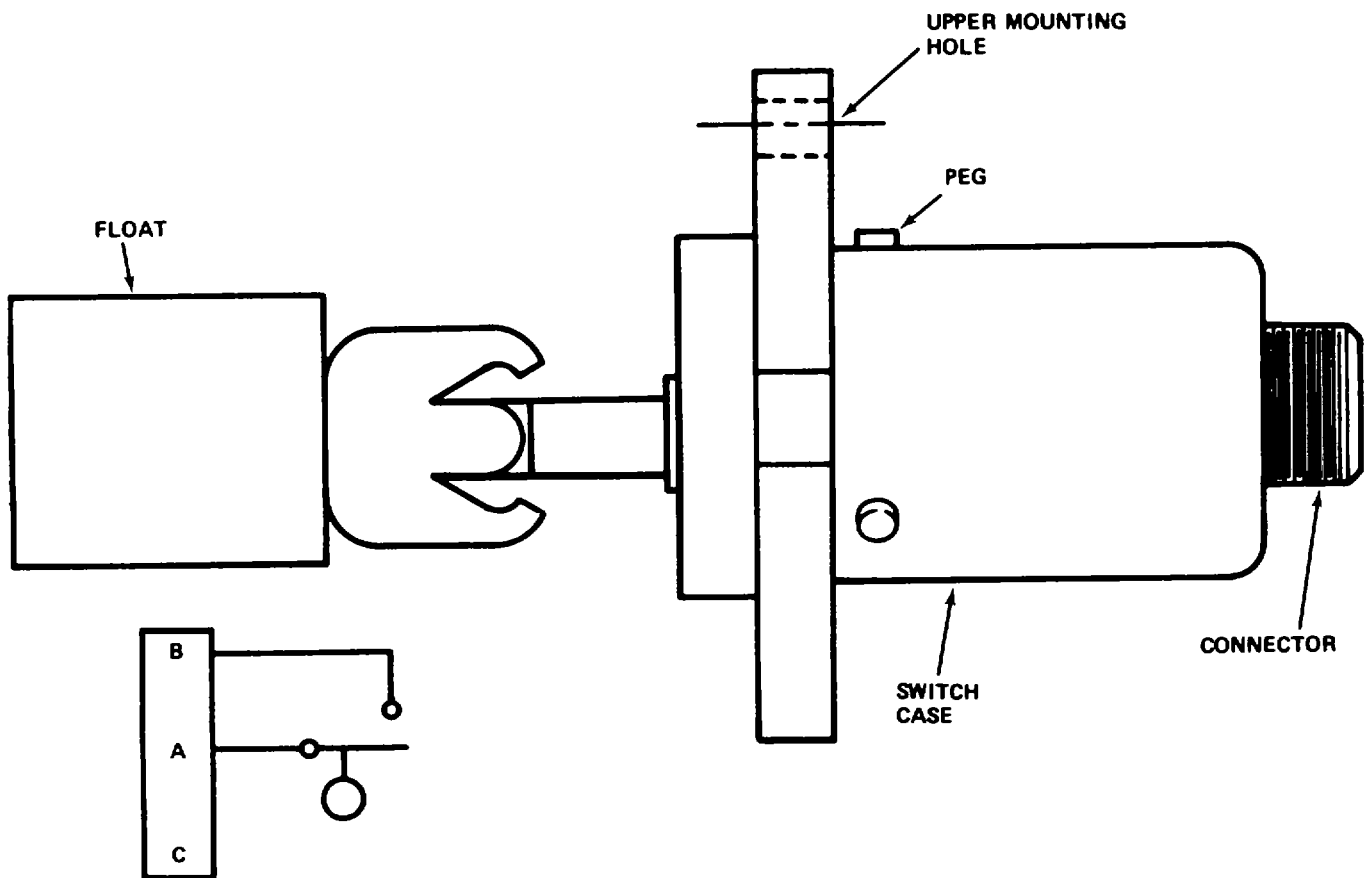 UPPER MOUNTING
HOLE
PEG
FLOAT
B
A
C
SWITCH
CASE
CONNECTOR